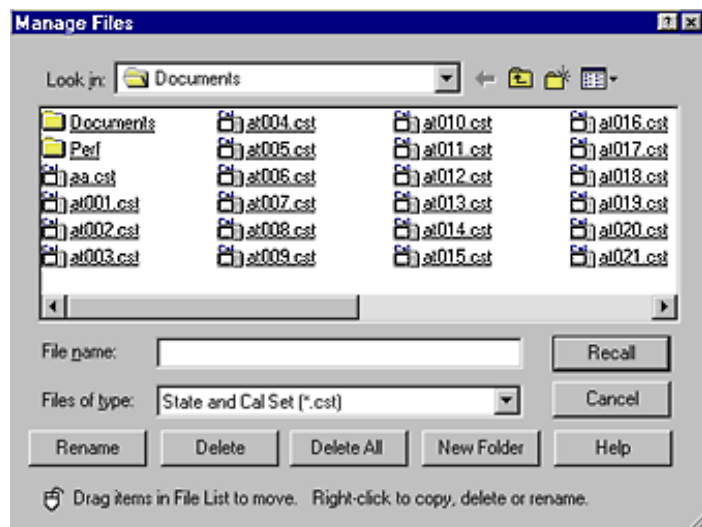 Manage Files
Look in: Documents
Documents at004.cst at010.cst at016.cst
Perf at005.cst at011.cst at017.cst
aa.cst at006.cst at012.cst at018.cst
at001.cst at007.cst at013.cst at019.cst
at002.cst at008.cst at014.cst at020.cst
at003.cst at009.cst at015.cst at021.cst
File name: Recall
Files of type: State and Cal Set (*.cst) Cancel
Rename Delete Delete All New Folder Help
Drag items in File List to move. Right-click to copy, delete or rename.